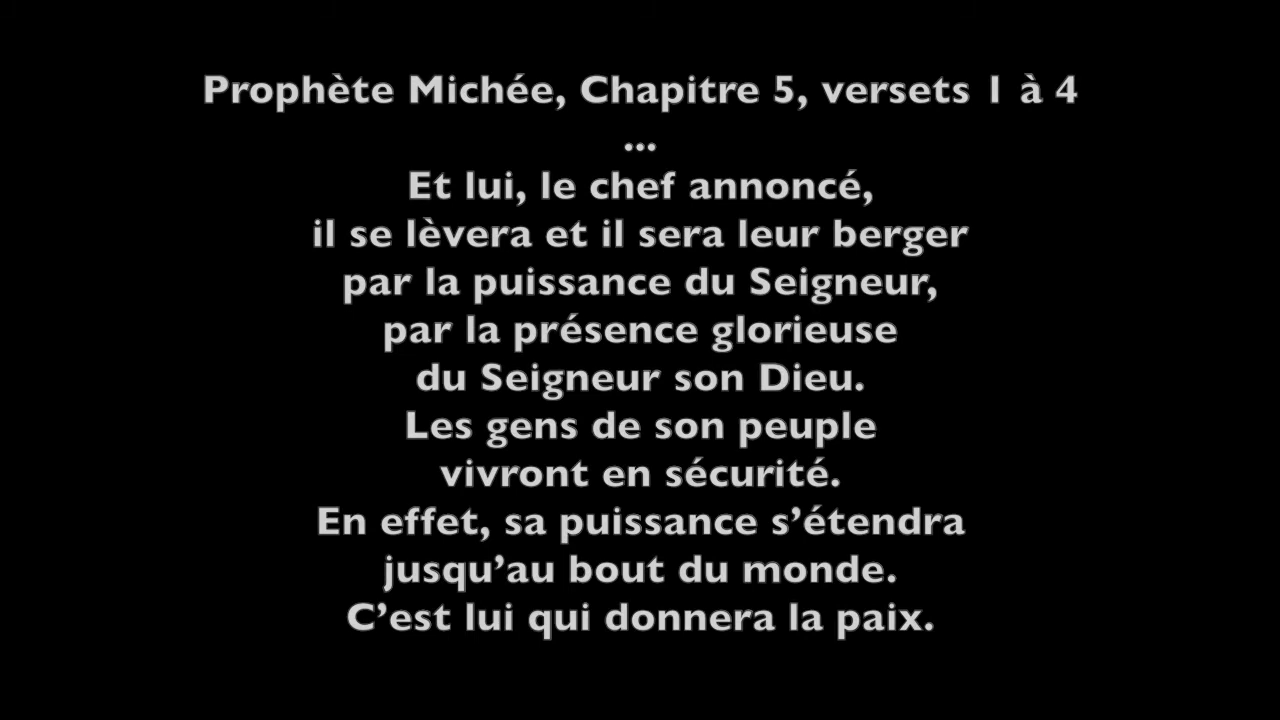 Prophète Michée, Chapitre 5, versets 1 à 4
...
Et lui, le chef annoncé,
il se lèvera et il sera leur berger
par la puissance du Seigneur,
par la présence glorieuse
du Seigneur son Dieu.
Les gens de son peuple
vivront en sécurité.
En effet, sa puissance s’étendra
jusqu’au bout du monde.
C’est lui qui donnera la paix.